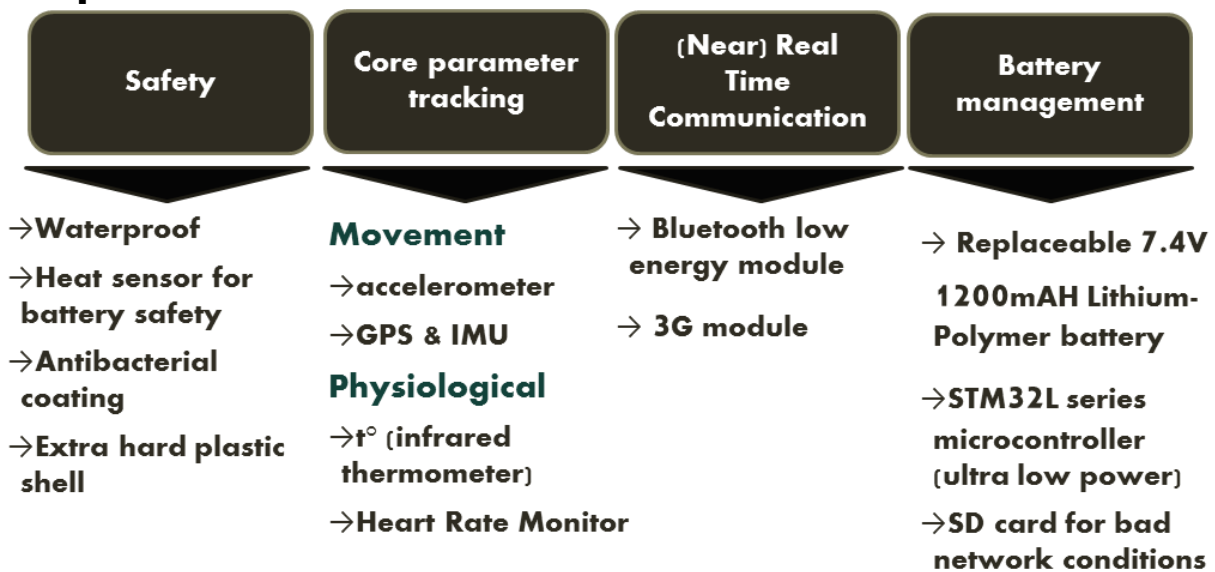 Safety
→Waterproof
→Heat sensor for
battery safety
→Antibacterial
coating
→Extra hard plastic
shell
Core parameter
tracking
Movement
→accelerometer
→GPS & IMU
Physiological
→t° (infrared
thermometer)
→Heart Rate Monitor
(Near) Real
Time
Communication
→ Bluetooth low
energy module
→ 3G module
Battery
management
→ Replaceable 7.4V
1200mAH Lithium-
Polymer battery
→STM32L series
microcontroller
(ultra low power)
→SD card for bad
network conditions